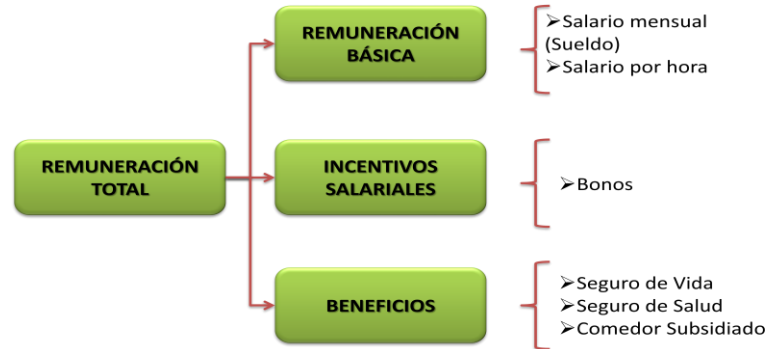 REMUNERACIÓN
TOTAL
REMUNERACIÓN
BÁSICA
➢Salario mensual
(Sueldo)
➢Salario por hora
INCENTIVOS
SALARIALES
➢Bonos
BENEFICIOS
➢Seguro de Vida
➢Seguro de Salud
➢Comedor Subsidiado